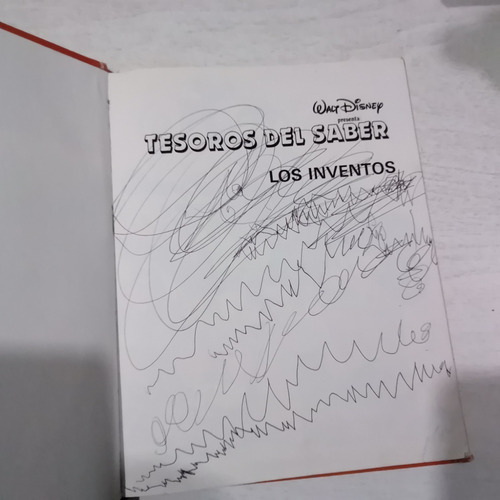 WALT DISNEY
presenta
TESOROS DEL SABER
LOS INVENTOS